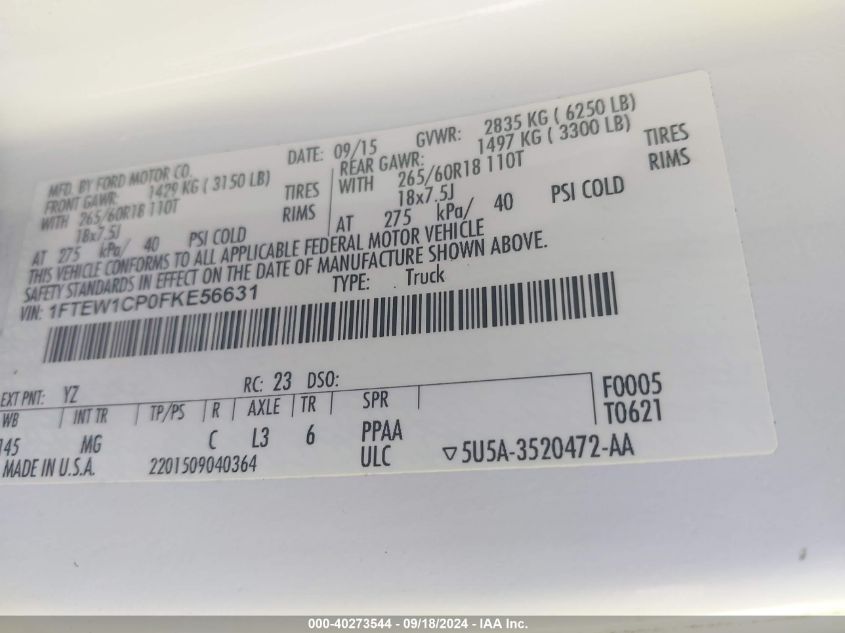 MFD. BY FORD MOTOR CO. DATE: 09/15 GVWR: 2835 KG ( 6250 LB)
FRONT GAWR: 1429 KG ( 3150 LB) REAR GAWR: 1497 KG ( 3300 LB)
WITH 265/60R18 110T TIRES WITH 265/60R18 110T TIRES
18x7.5J RIMS 18x7.5J RIMS
AT 275 kPa/ 40 PSI COLD AT 275 kPa/ 40 PSI COLD
THIS VEHICLE CONFORMS TO ALL APPLICABLE FEDERAL MOTOR VEHICLE
SAFETY STANDARDS IN EFFECT ON THE DATE OF MANUFACTURE SHOWN ABOVE.
VIN: 1FTEW1CP0FKE56631 TYPE: Truck
EXT PNT: YZ RC: 23 DSO: F0005
WB INT TR TP/PS R AXLE TR SPR T0621
145 MG C L3 6 PPAA
MADE IN U.S.A. 2201509040364 ULC ▽5U5A-3520472-AA
000-40273544 - 09/18/2024 - IAA Inc.